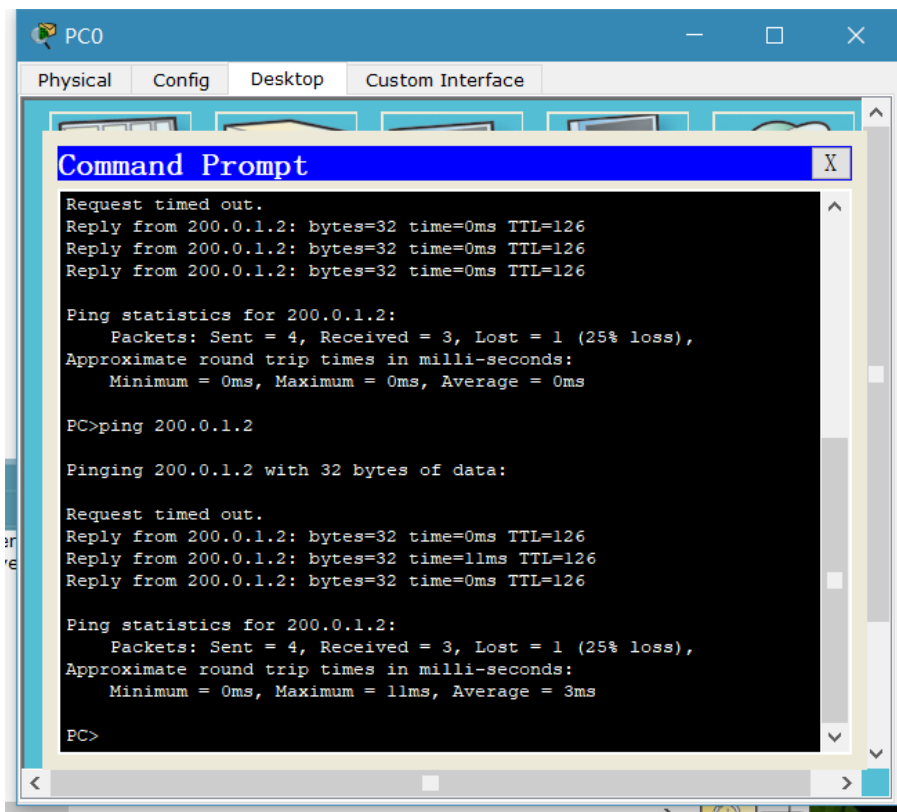 PC0
Physical Config Desktop Custom Interface
Command Prompt X
Request timed out.
Reply from 200.0.1.2: bytes=32 time=0ms TTL=126
Reply from 200.0.1.2: bytes=32 time=0ms TTL=126
Reply from 200.0.1.2: bytes=32 time=0ms TTL=126
Ping statistics for 200.0.1.2:
Packets: Sent = 4, Received = 3, Lost = 1 (25% loss),
Approximate round trip times in milli-seconds:
Minimum = 0ms, Maximum = 0ms, Average = 0ms
PC>ping 200.0.1.2
Pinging 200.0.1.2 with 32 bytes of data:
Request timed out.
Reply from 200.0.1.2: bytes=32 time=0ms TTL=126
Reply from 200.0.1.2: bytes=32 time=11ms TTL=126
Reply from 200.0.1.2: bytes=32 time=0ms TTL=126
Ping statistics for 200.0.1.2:
Packets: Sent = 4, Received = 3, Lost = 1 (25% loss),
Approximate round trip times in milli-seconds:
Minimum = 0ms, Maximum = 11ms, Average = 3ms
PC>